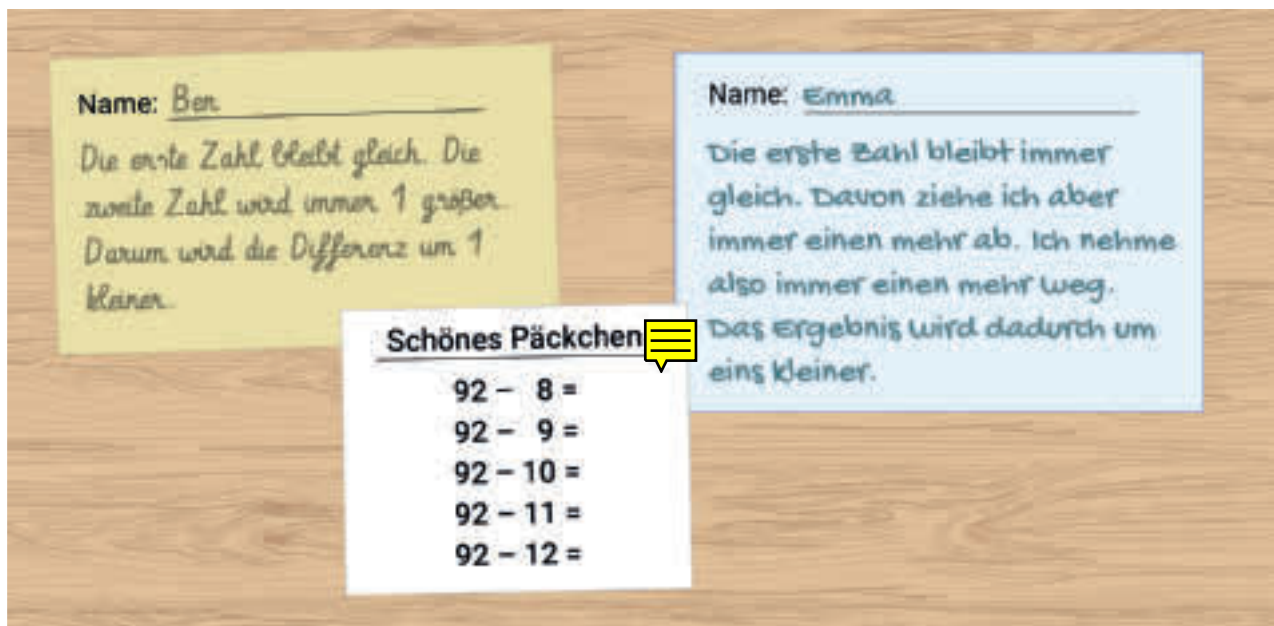 Name: Ben
Die erste Zahl bleibt gleich. Die
zweite Zahl wird immer 1 größer.
Darum wird die Differenz um 1
kleiner.
Name: Emma
Die erste Zahl bleibt immer
gleich. Davon ziehe ich aber
immer einen mehr ab. Ich nehme
also immer einen mehr weg.
Das Ergebnis wird dadurch um
eins kleiner.
Schönes Päckchen
92 – 8 =
92 – 9 =
92 – 10 =
92 – 11 =
92 – 12 =